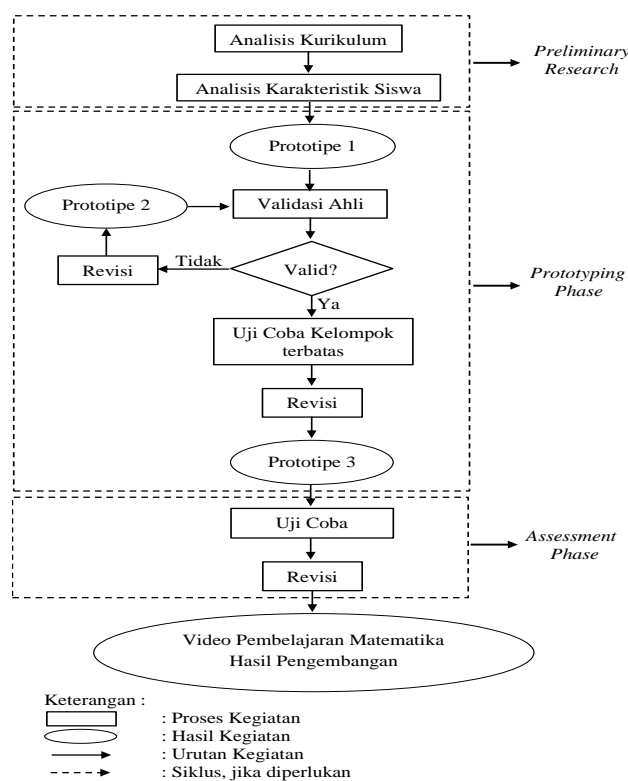 Analisis Kurikulum
Preliminary
Research
Analisis Karakteristik Siswa
Prototipe 1
Prototipe 2
Validasi Ahli
Tidak
Revisi
Valid?
Prototyping
Phase
Ya
Uji Coba Kelompok
terbatas
Revisi
Prototipe 3
Uji Coba
Assessment
Phase
Revisi
Video Pembelajaran Matematika
Hasil Pengembangan
Keterangan :
: Proses Kegiatan
: Hasil Kegiatan
: Urutan Kegiatan
: Siklus, jika diperlukan